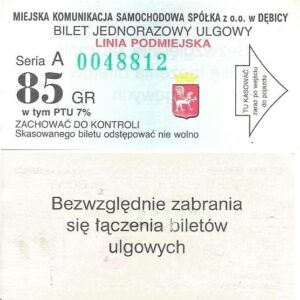 MIEJSKA KOMUNIKACJA SAMOCHODOWA SPÓŁKA z o.o. w DĘBICY
BILET JEDNORAZOWY ULGOWY
LINIA PODMIEJSKA
Seria A 0048812
85 GR
w tym PTU 7%
ZACHOWAĆ DO KONTROLI
Skasowanego biletu odstępować nie wolno
TU KASOWAĆ
zaraz po wejściu
do pojazdu
Bezwzględnie zabrania
się łączenia biletów
ulgowych